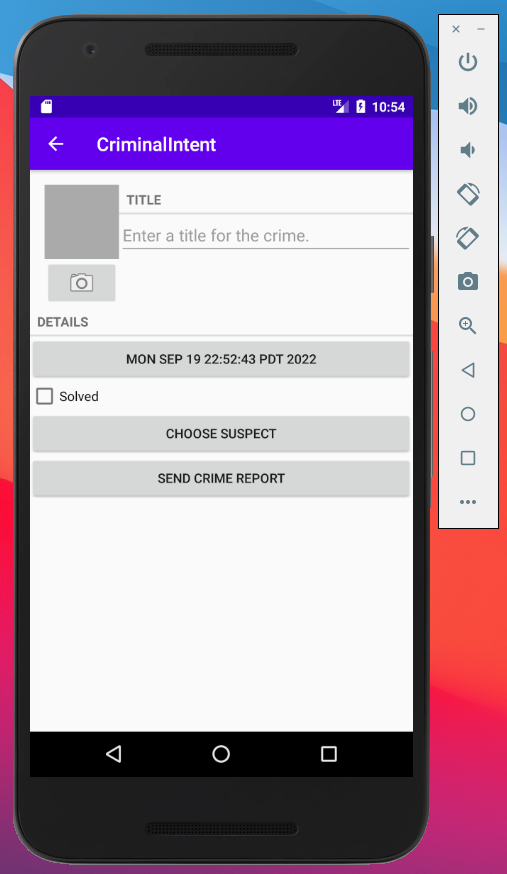 LTE 10:54
CriminalIntent
TITLE
Enter a title for the crime.
DETAILS
MON SEP 19 22:52:43 PDT 2022
Solved
CHOOSE SUSPECT
SEND CRIME REPORT